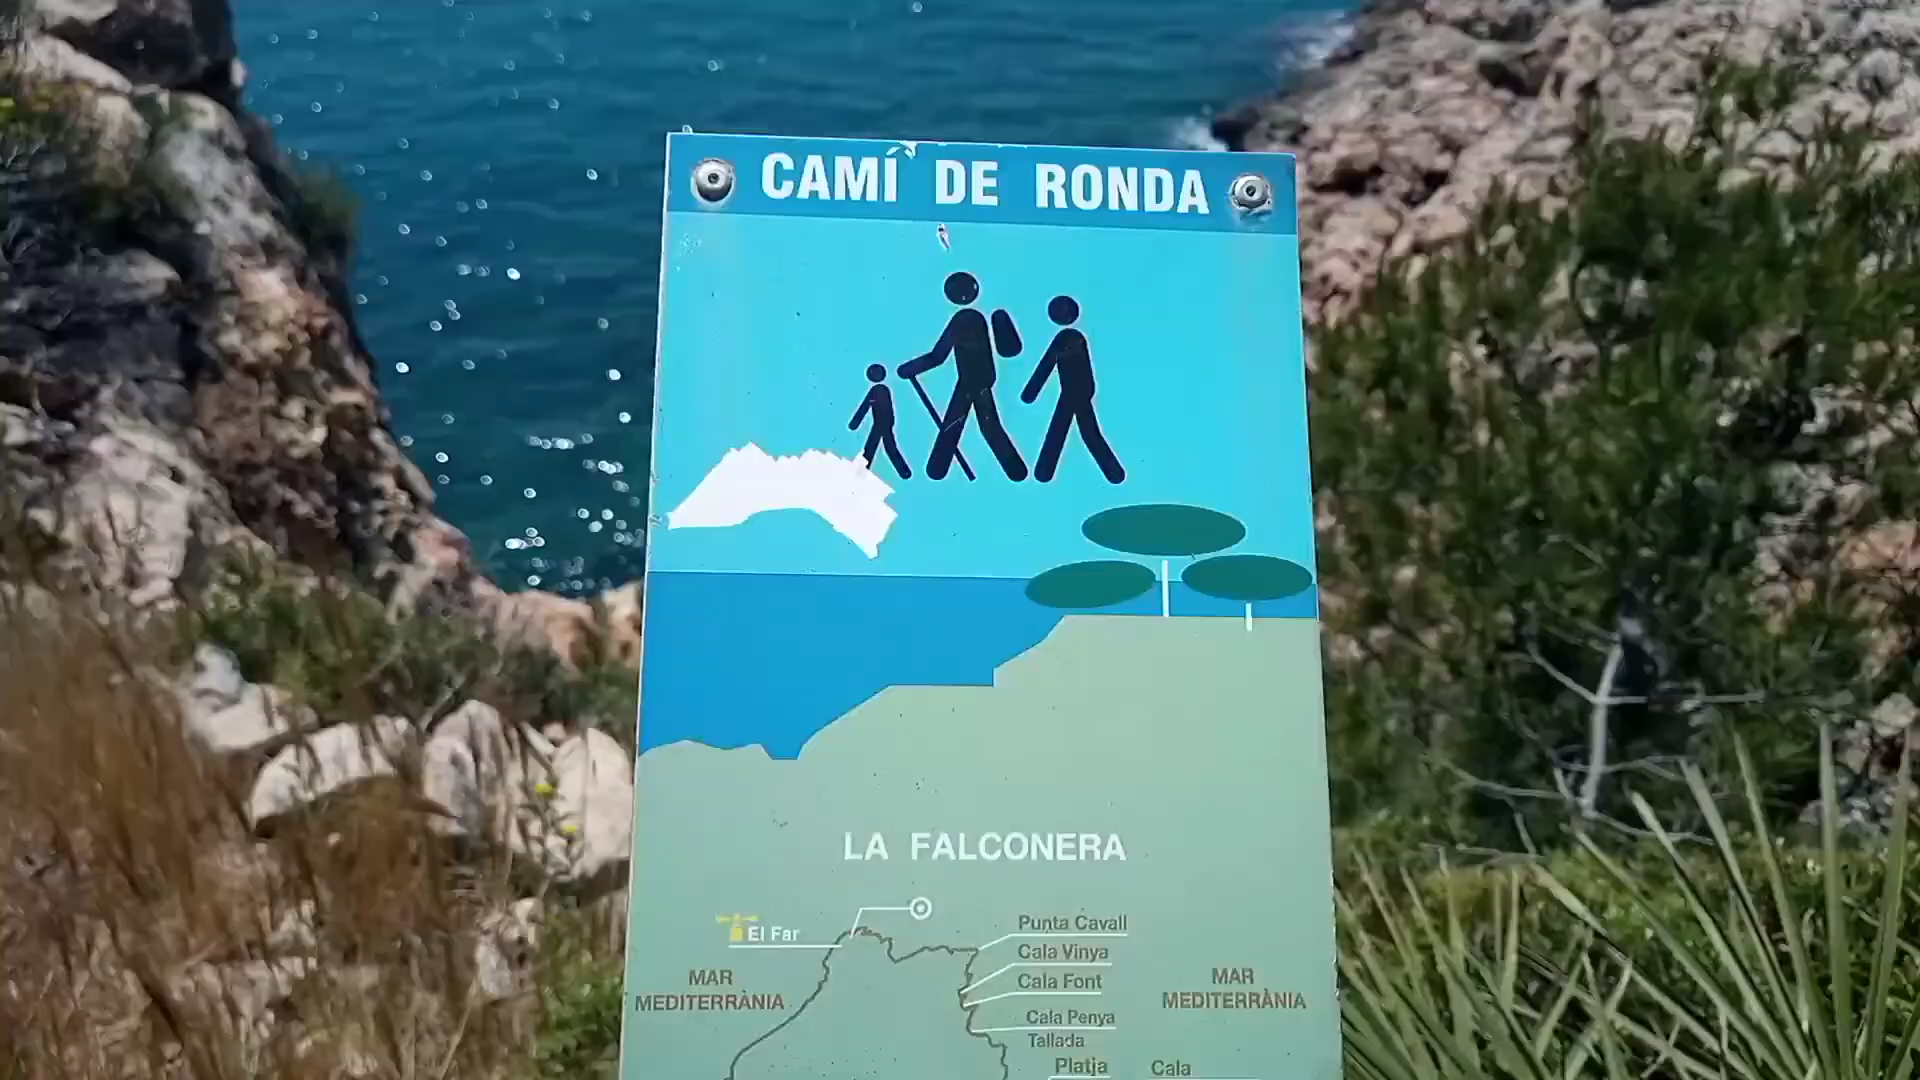 CAMÍ DE RONDA
LA FALCONERA
El Far
Punta Cavall
Cala Vinya
Cala Font
MAR
MEDITERRÀNIA
MAR
MEDITERRÀNIA
Cala Penya
Tallada
Platja
Cala